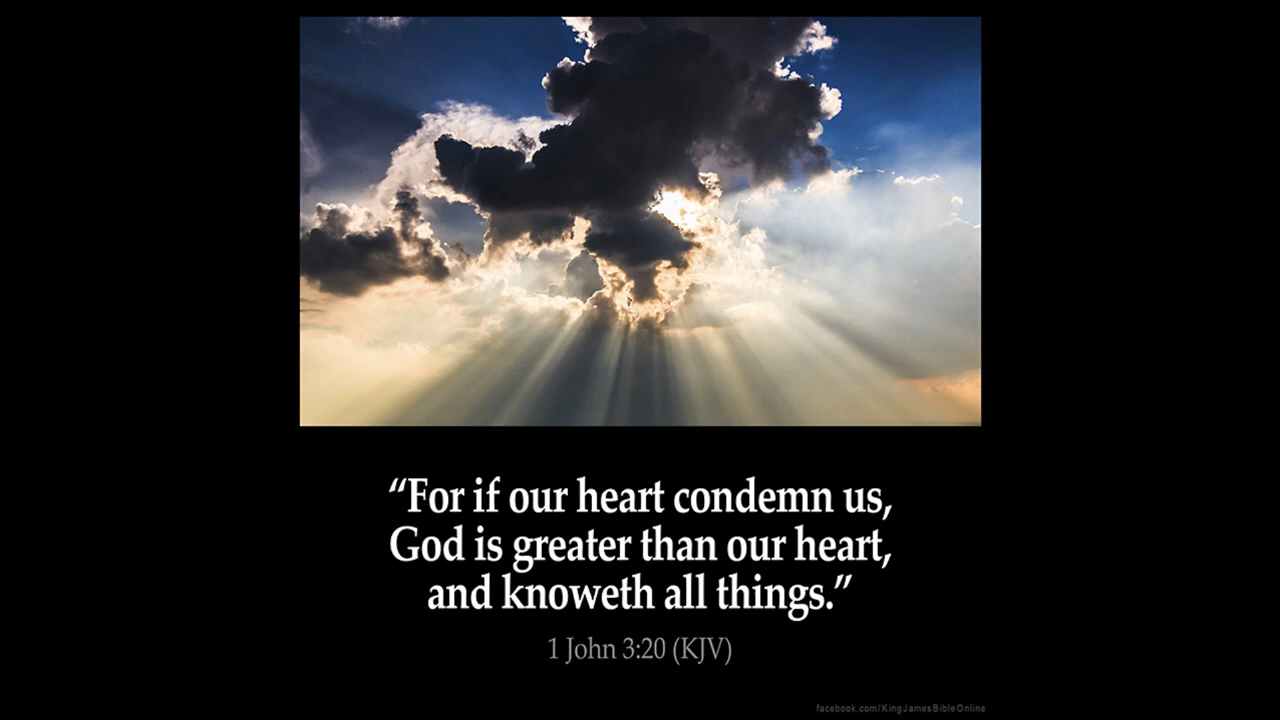 “For if our heart condemn us,
God is greater than our heart,
and knoweth all things.”
1 John 3:20 (KJV)
facebook.com/KingJamesBibleOnline